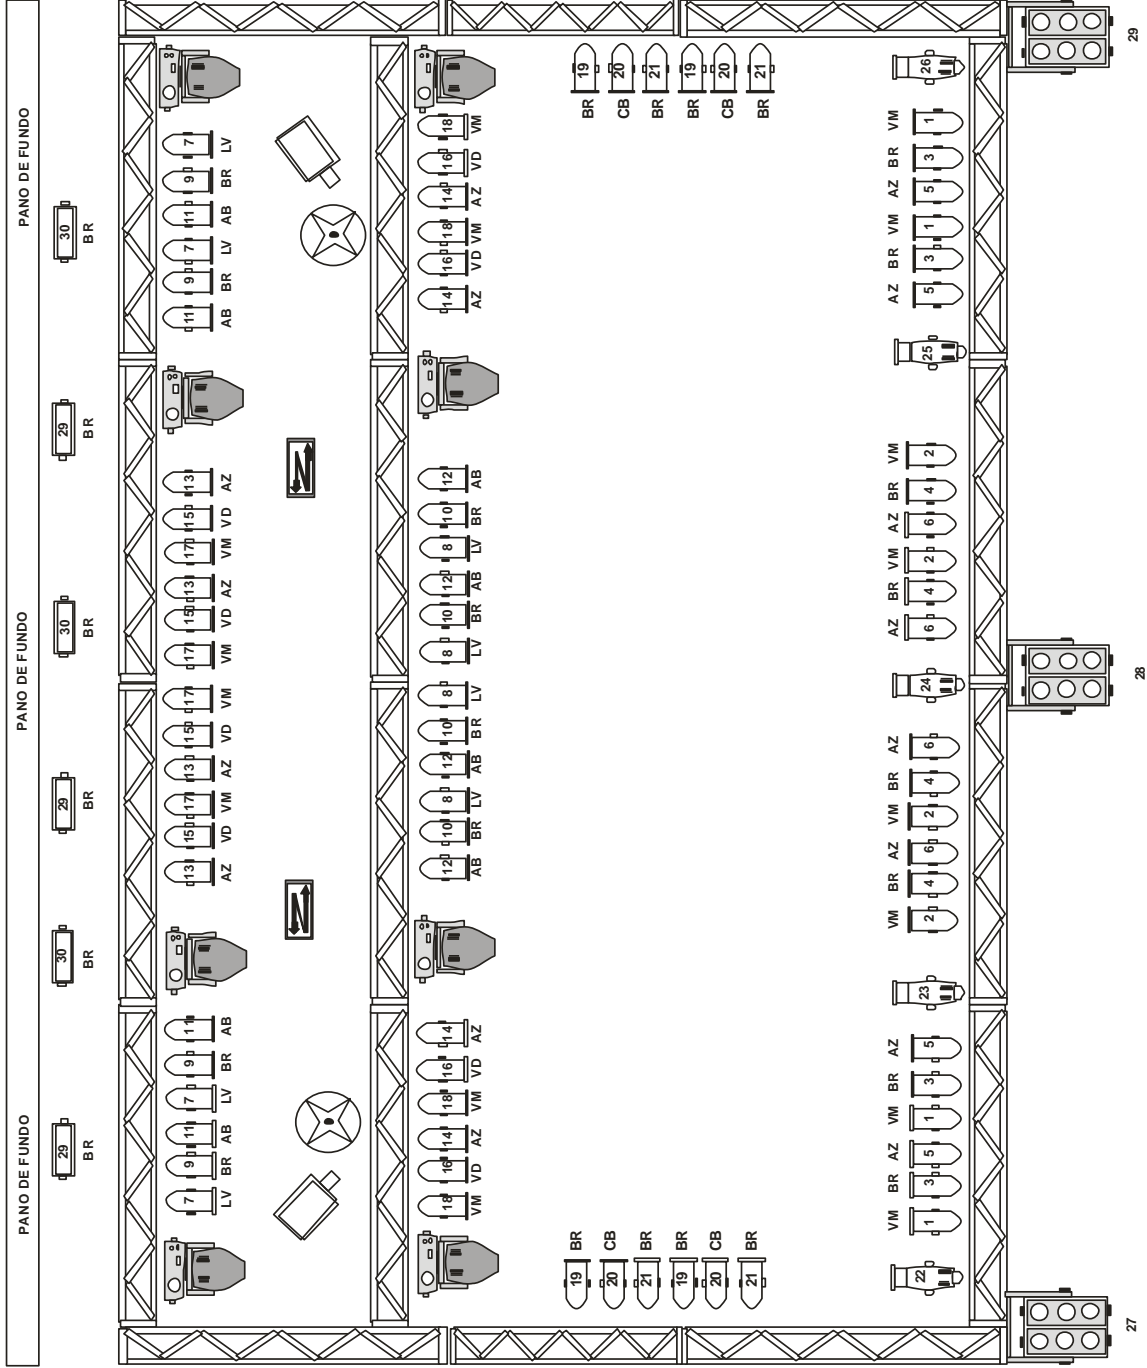 PANO DE FUNDO PANO DE FUNDO PANO DE FUNDO
29 30 29 30 29 30
BR BR BR BR BR BR
7 9 11 7 9 11 13 15 17 13 15 17 17 15 13 17 15 13 11 9 7 11 9 7
LV BR AB LV BR AB AZ VD VM AZ VD VM VM VD AZ VM VD AZ AB BR LV AB BR LV
18 16 14 18 16 14 12 10 8 12 10 8 8 10 12 8 10 12 14 16 18 14 16 18
VM VD AZ VM VD AZ AB BR LV AB BR LV LV BR AB LV BR AB AZ VD VM AZ VD VM
19 BR BR 19
20 CB CB 20
21 BR BR 21
19 BR BR 19
20 CB CB 20
21 BR BR 21
VM BR AZ VM BR AZ VM BR AZ VM BR AZ AZ BR VM AZ BR VM AZ BR VM AZ BR VM
22 1 3 5 1 3 5 23 2 4 6 2 4 6 24 6 4 2 6 4 2 25 5 3 1 5 3 1 26
27 28 29